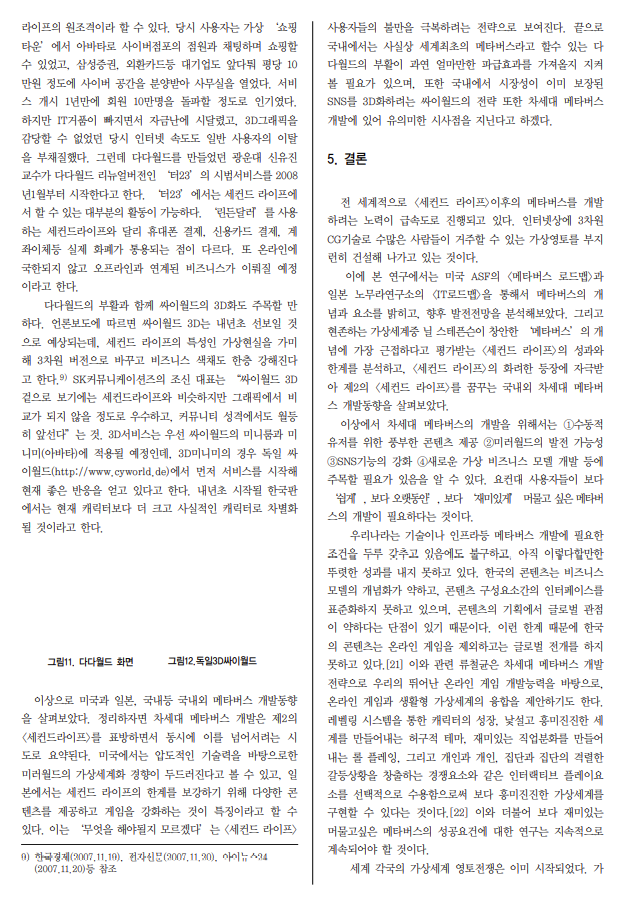 라이프의 원조격이라 할 수 있다. 당시 사용자는 가상 ‘쇼핑
타운’에서 아바타로 사이버점포의 점원과 채팅하며 쇼핑할
수 있었고, 삼성증권, 외환카드등 대기업도 앞다퉈 평당 10
만원 정도에 사이버 공간을 분양받아 사무실을 열었다. 서비
스 개시 1년만에 회원 10만명을 돌파할 정도로 인기였다.
하지만 IT거품이 빠지면서 자금난에 시달렸고, 3D그래픽을
감당할 수 없었던 당시 인터넷 속도도 일반 사용자의 이탈
을 부채질했다. 그런데 다다월드를 만들었던 광운대 신유진
교수가 다다월드 리뉴얼버전인 ‘터23’의 시범서비스를 2008
년1월부터 시작한다고 한다. ‘터23’에서는 세컨드 라이프에
서 할 수 있는 대부분의 활동이 가능하다. ‘린든달러’를 사용
하는 세컨드라이프와 달리 휴대폰 결제, 신용카드 결제, 계
좌이체등 실제 화폐가 통용되는 점이 다르다. 또 온라인에
국한되지 않고 오프라인과 연계된 비즈니스가 이뤄질 예정
이라고 한다.
다다월드의 부활과 함께 싸이월드의 3D화도 주목할 만
하다. 언론보도에 따르면 싸이월드 3D는 내년초 선보일 것
으로 예상되는데, 세컨드 라이프의 특성인 가상현실을 가미
해 3차원 버전으로 바꾸고 비즈니스 색채도 한층 강해진다
고 한다.9) SK커뮤니케이션즈의 조신 대표는 “싸이월드 3D
겉으로 보기에는 세컨드라이프와 비슷하지만 그래픽에서 비
교가 되지 않을 정도로 우수하고, 커뮤니티 성격에서도 월등
히 앞선다”는 것. 3D서비스는 우선 싸이월드의 미니룸과 미
니미(아바타)에 적용될 예정인데, 3D미니미의 경우 독일 싸
이월드(http://www.cyworld.de)에서 먼저 서비스를 시작해
현재 좋은 반응을 얻고 있다고 한다. 내년초 시작될 한국판
에서는 현재 캐릭터보다 더 크고 사실적인 캐릭터로 차별화
될 것이라고 한다.
그림11. 다다월드 화면 그림12.독일3D싸이월드
이상으로 미국과 일본, 국내등 국내외 메타버스 개발동향
을 살펴보았다. 정리하자면 차세대 메타버스 개발은 제2의
<세컨드라이프>를 표방하면서 동시에 이를 넘어서려는 시
도로 요약된다. 미국에서는 압도적인 기술력을 바탕으로한
미러월드의 가상세계화 경향이 두드러진다고 볼 수 있고, 일
본에서는 세컨드 라이프의 한계를 보강하기 위해 다양한 콘
텐츠를 제공하고 게임을 강화하는 것이 특징이라고 할 수
있다. 이는 ‘무엇을 해야될지 모르겠다’는 <세컨드 라이프>
9) 한국경제(2007.11.19), 전자신문(2007.11.20), 아이뉴스24
(2007.11.20)등 참조
사용자들의 불만을 극복하려는 전략으로 보여진다. 끝으로
국내에서는 사실상 세계최초의 메타버스라고 할수 있는 다
다월드의 부활이 과연 얼마만한 파급효과를 가져올지 지켜
볼 필요가 있으며, 또한 국내에서 시장성이 이미 보장된
SNS를 3D화하려는 싸이월드의 전략 또한 차세대 메타버스
개발에 있어 유의미한 시사점을 지닌다고 하겠다.
5. 결론
전 세계적으로 <세컨드 라이프>이후의 메타버스를 개발
하려는 노력이 급속도로 진행되고 있다. 인터넷상에 3차원
CG기술로 수많은 사람들이 거주할 수 있는 가상영토를 부지
런히 건설해 나가고 있는 것이다.
이에 본 연구에서는 미국 ASF의 <메타버스 로드맵>과
일본 노무라연구소의 <IT로드맵>을 통해서 메타버스의 개
념과 요소를 밝히고, 향후 발전전망을 분석해보았다. 그리고
현존하는 가상세계중 닐 스테픈슨이 창안한 ‘메타버스’의 개
념에 가장 근접하다고 평가받는 <세컨드 라이프>의 성과와
한계를 분석하고, <세컨드 라이프>의 화려한 등장에 자극받
아 제2의 <세컨드 라이프>를 꿈꾸는 국내외 차세대 메타버
스 개발동향을 살펴보았다.
이상에서 차세대 메타버스의 개발을 위해서는 ①수동적
유저를 위한 풍부한 콘텐츠 제공 ②미러월드의 발전 가능성
③SNS기능의 강화 ④새로운 가상 비즈니스 모델 개발 등에
주목할 필요가 있음을 알 수 있다. 요컨대 사용자들이 보다
‘쉽게’, 보다 오랫동안’, 보다 ‘재미있게’ 머물고 싶은 메타버
스의 개발이 필요하다는 것이다.
우리나라는 기술이나 인프라등 메타버스 개발에 필요한
조건을 두루 갖추고 있음에도 불구하고, 아직 이렇다할만한
뚜렷한 성과를 내지 못하고 있다. 한국의 콘텐츠는 비즈니스
모델의 개념화가 약하고, 콘텐츠 구성요소간의 인터페이스를
표준화하지 못하고 있으며, 콘텐츠의 기획에서 글로벌 관점
이 약하다는 단점이 있기 때문이다. 이런 한계 때문에 한국
의 콘텐츠는 온라인 게임을 제외하고는 글로벌 전개를 하지
못하고 있다.[21] 이와 관련 류철균은 차세대 메타버스 개발
전략으로 우리의 뛰어난 온라인 게임 개발능력을 바탕으로,
온라인 게임과 생활형 가상세계의 융합을 제안하기도 한다.
레벨링 시스템을 통한 캐릭터의 성장, 낯설고 흥미진진한 세
계를 만들어내는 허구적 테마, 재미있는 직업분화를 만들어
내는 롤 플레잉, 그리고 개인과 개인, 집단과 집단의 격렬한
갈등상황을 창출하는 경쟁요소와 같은 인터랙티브 플레이요
소를 선택적으로 수용함으로써 보다 흥미진진한 가상세계를
구현할 수 있다는 것이다.[22] 이와 더불어 보다 재미있는
머물고싶은 메타버스의 성공요건에 대한 연구는 지속적으로
계속되어야 할 것이다.
세계 각국의 가상세계 영토전쟁은 이미 시작되었다. 가